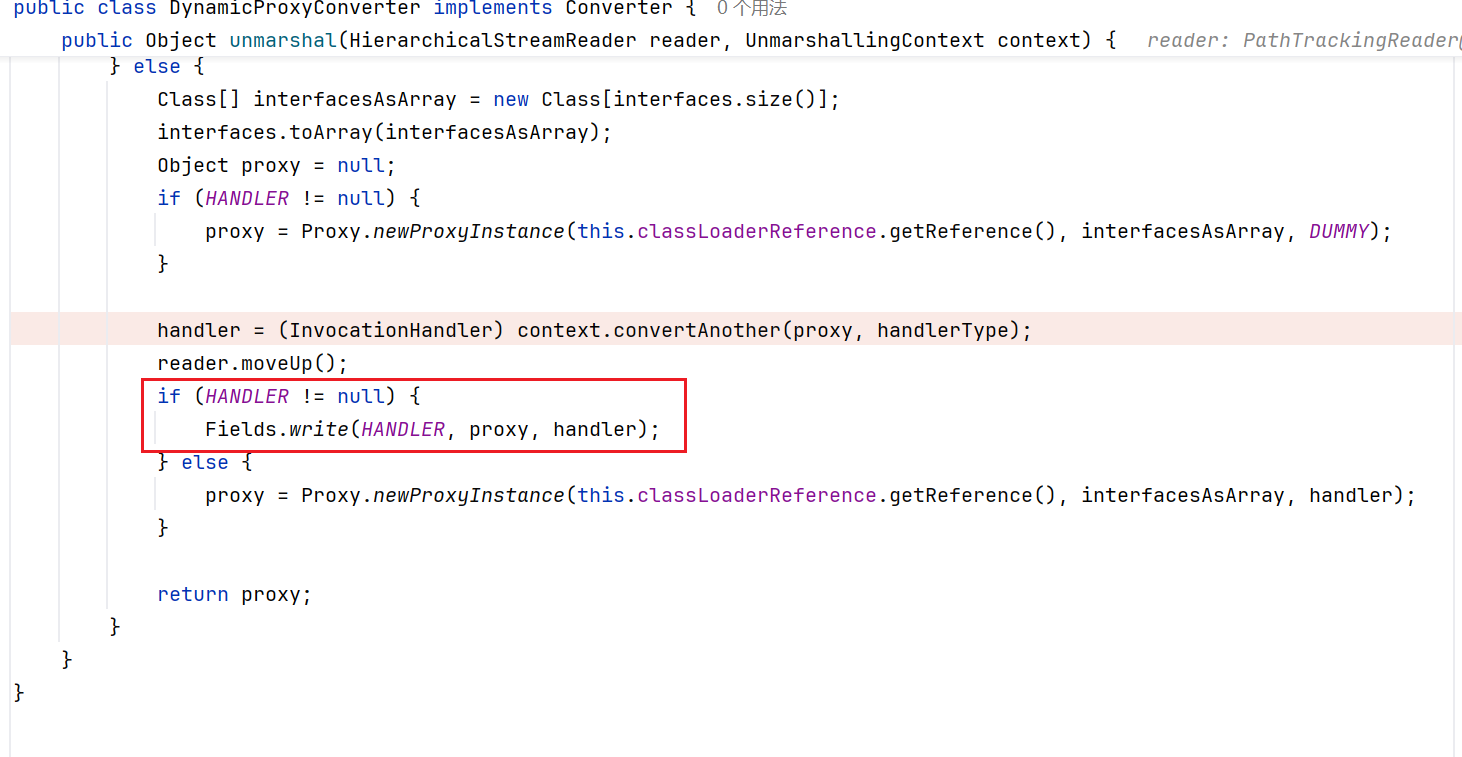 public class DynamicProxyConverter implements Converter { 0 个用法
public Object unmarshal(HierarchicalStreamReader reader, UnmarshallingContext context) { reader: PathTrackingReader@
} else {
Class[] interfacesAsArray = new Class[interfaces.size()];
interfaces.toArray(interfacesAsArray);
Object proxy = null;
if (HANDLER != null) {
proxy = Proxy.newProxyInstance(this.classLoaderReference.getReference(), interfacesAsArray, DUMMY);
}
handler = (InvocationHandler) context.convertAnother(proxy, handlerType);
reader.moveUp();
if (HANDLER != null) {
Fields.write(HANDLER, proxy, handler);
} else {
proxy = Proxy.newProxyInstance(this.classLoaderReference.getReference(), interfacesAsArray, handler);
}
return proxy;
}
}
}